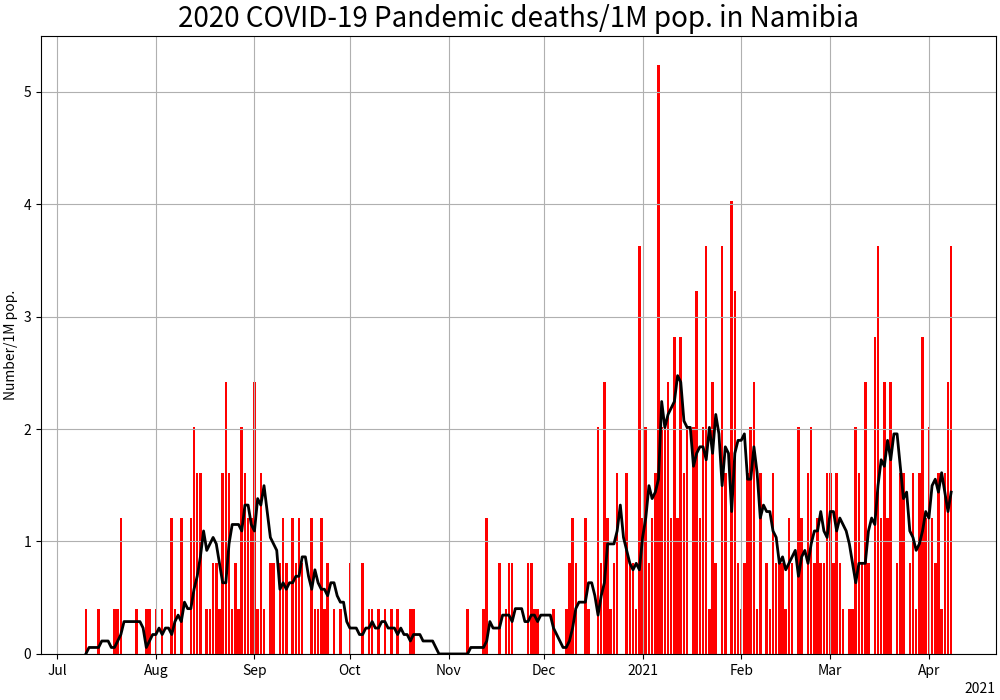 2020 COVID-19 Pandemic deaths/1M pop. in Namibia
Number/1M pop.
5
4
3
2
1
0
Jul Aug Sep Oct Nov Dec 2021 Feb Mar Apr
2021